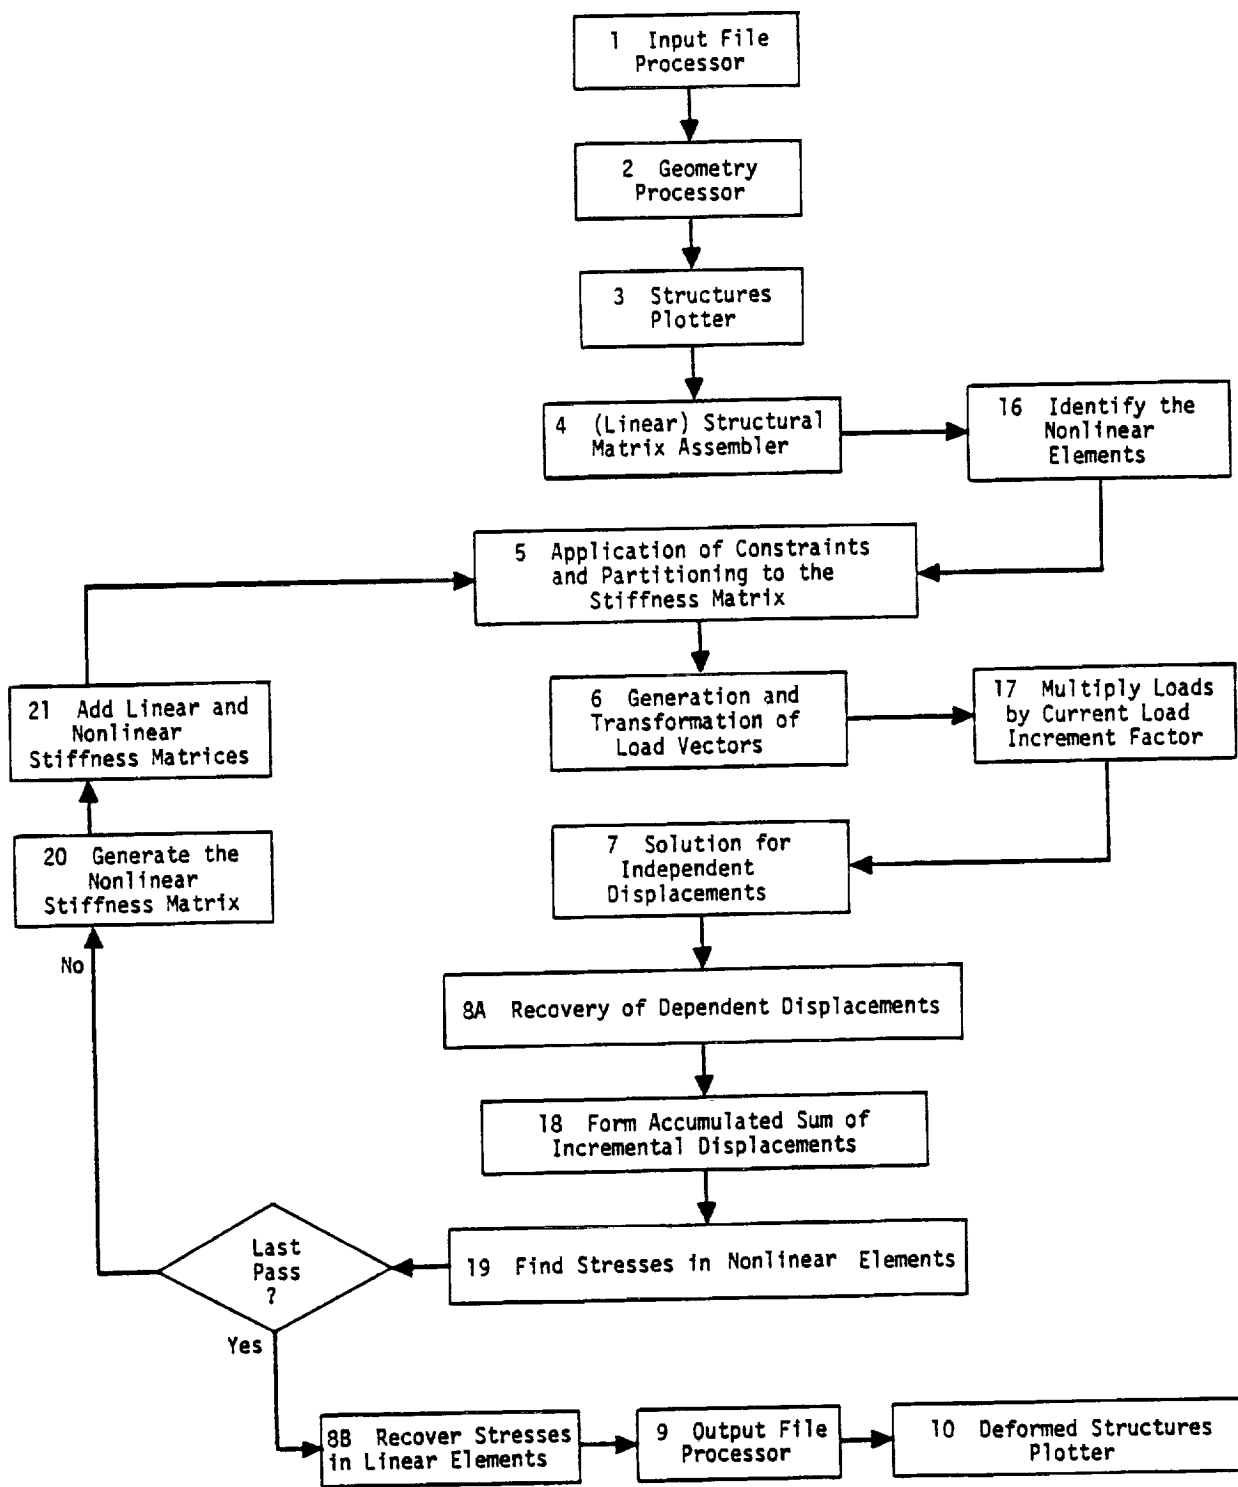 1 Input File
Processor
2 Geometry
Processor
3 Structures
Plotter
4 (Linear) Structural
Matrix Assembler
16 Identify the
Nonlinear
Elements
5 Application of Constraints
and Partitioning to the
Stiffness Matrix
6 Generation and
Transformation of
Load Vectors
17 Multiply Loads
by Current Load
Increment Factor
21 Add Linear and
Nonlinear
Stiffness Matrices
20 Generate the
Nonlinear
Stiffness Matrix
7 Solution for
Independent
Displacements
No
8A Recovery of Dependent Displacements
18 Form Accumulated Sum of
Incremental Displacements
19 Find Stresses in Nonlinear Elements
Last
Pass
?
Yes
8B Recover Stresses
in Linear Elements
9 Output File
Processor
10 Deformed Structures
Plotter